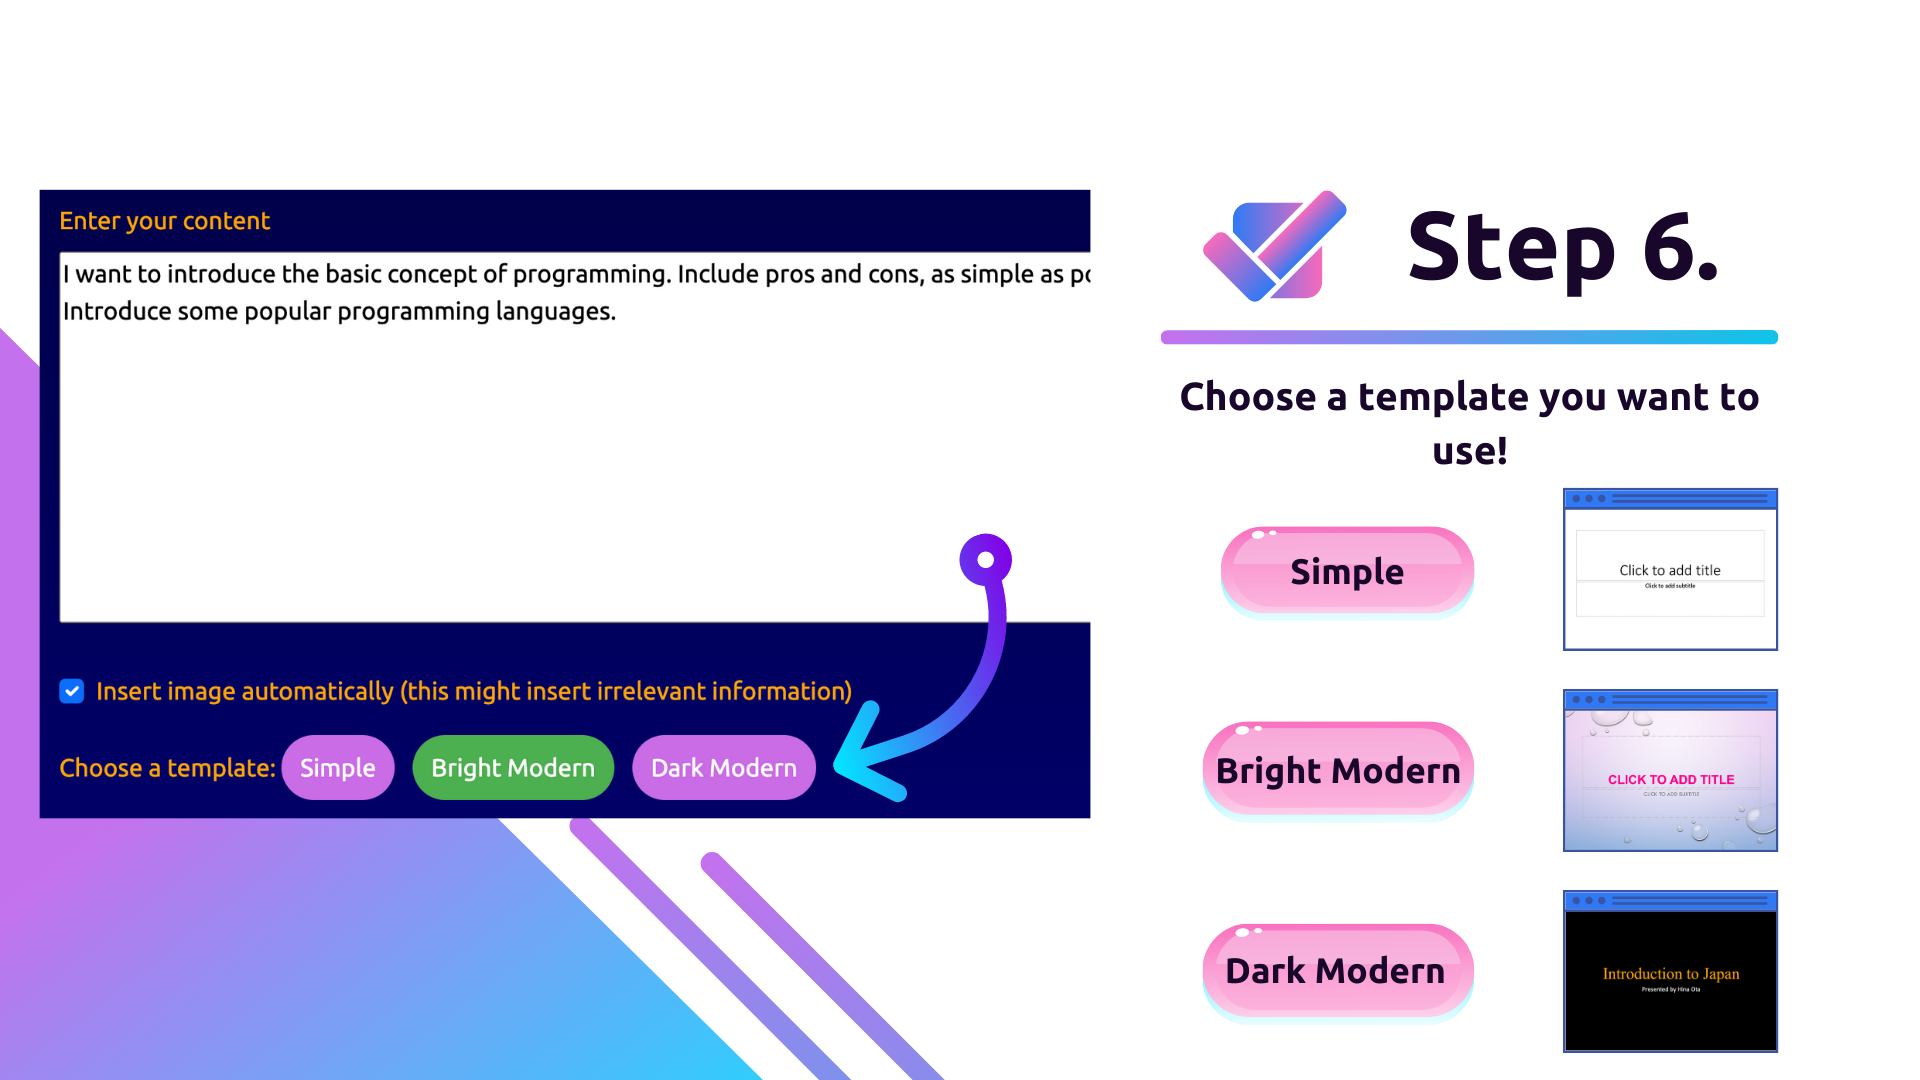 Enter your content
I want to introduce the basic concept of programming. Include pros and cons, as simple as
Introduce some popular programming languages.
Insert image automatically (this might insert irrelevant information)
Choose a template: Simple Bright Modern Dark Modern
Step 6.
Choose a template you want to
use!
Simple
Click to add title
Click to add subtitle
Bright Modern
CLICK TO ADD TITLE
CLICK TO ADD SUBTITLE
Dark Modern
Introduction to Japan
Presented by Hina Ota